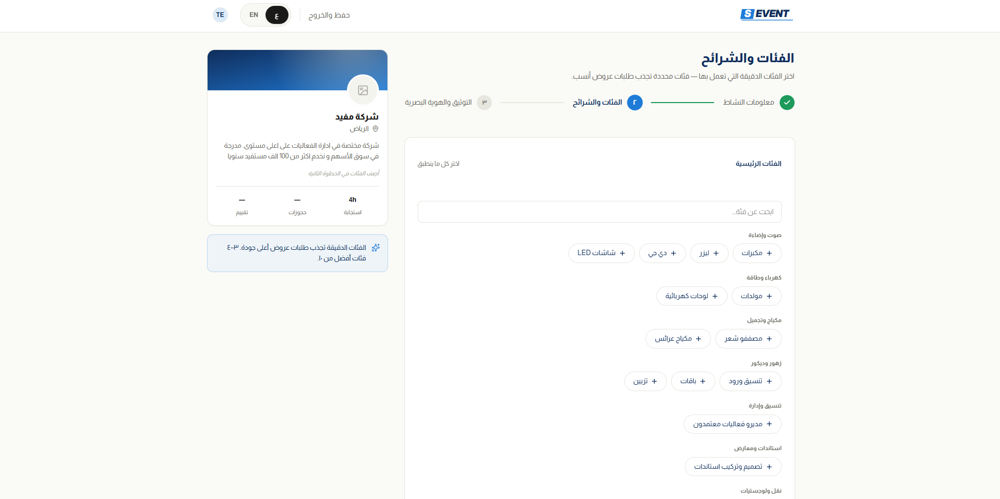 S EVENT
حفظ والخروج
ع
EN
TE
الفئات والشرائح
اختر الفئات الدقيقة التي تعمل بها — فئات محددة تجذب طلبات عروض أنسب.
معلومات النشاط
٢ الفئات والشرائح
٣ التوثيق والهوية البصرية
الفئات الرئيسية
اختر كل ما ينطبق
ابحث عن فئة...
صوت وإضاءة
+ مكبرات
+ ليزر
+ دي جي
+ شاشات LED
كهرباء وطاقة
+ مولدات
+ لوحات كهربائية
مكياج وتجميل
+ مصففو شعر
+ مكياج عرائس
زهور وديكور
+ تنسيق ورود
+ باقات
+ تزيين
تنسيق وإدارة
+ مديرو فعاليات معتمدون
استاندات ومعارض
+ تصميم وتركيب استاندات
نقل ولوجستيات
شركة مفيد
الرياض
شركة مختصة في ادارة الفعاليات على اعلى مستوى. مدرجة
في سوق الأسهم و نخدم اكثر من 100 الف مستفيد سنويا
أضِف الفئات في الخطوة الثانية
4h
استجابة
—
حجوزات
—
تقييم
الفئات الدقيقة تجذب طلبات عروض أعلى جودة. ٣–٤
فئات أفضل من ١٠.